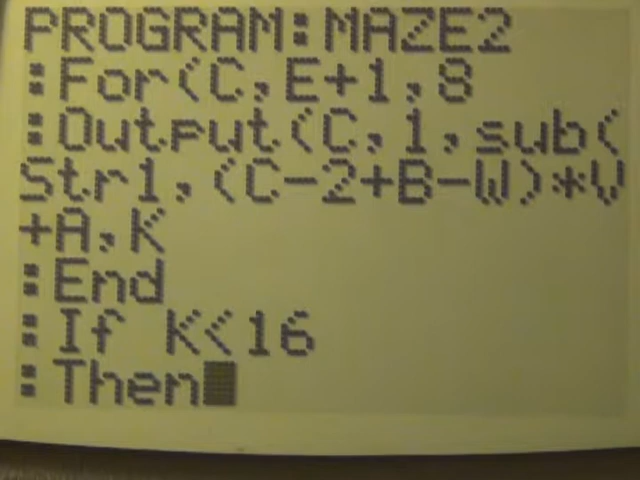 PROGRAM:MAZE2
:For(C,E+1,8
:Output(C,1,sub(
Str1,(C-2+B-W)*V
+A,K
:End
:If K<16
:Then